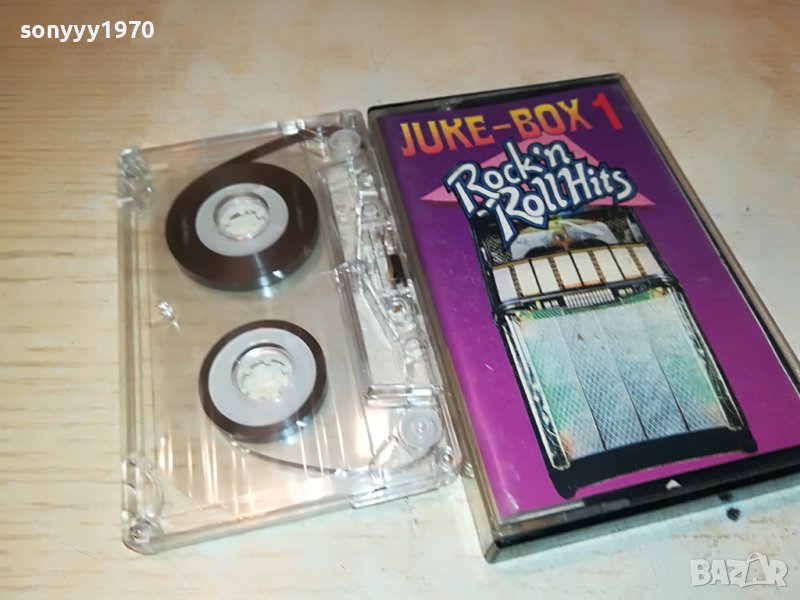 sonyyy1970
JUKE-BOX 1
Rock'n
Roll Hits
BAZAR